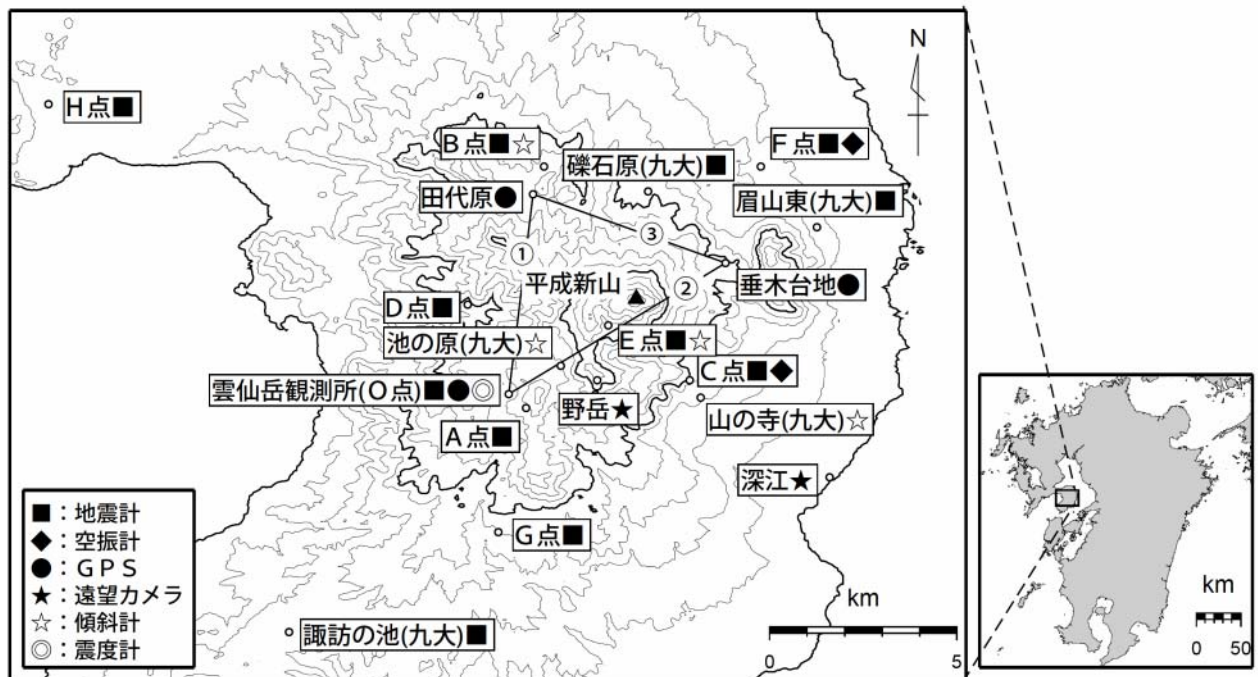 N
H点■
B点■☆
F点■◆
礫石原(九大)■
田代原●
眉山東(九大)■
③
①
平成新山
②
垂木台地●
D点■
池の原(九大)☆
E点■☆
C点■◆
雲仙岳観測所(O点)■●◎
野岳★
山の寺(九大)☆
A点■
深江★
G点■
諏訪の池(九大)■
■：地震計
◆：空振計
●：GPS
★：遠望カメラ
☆：傾斜計
◎：震度計
km
0 5
km
0 50